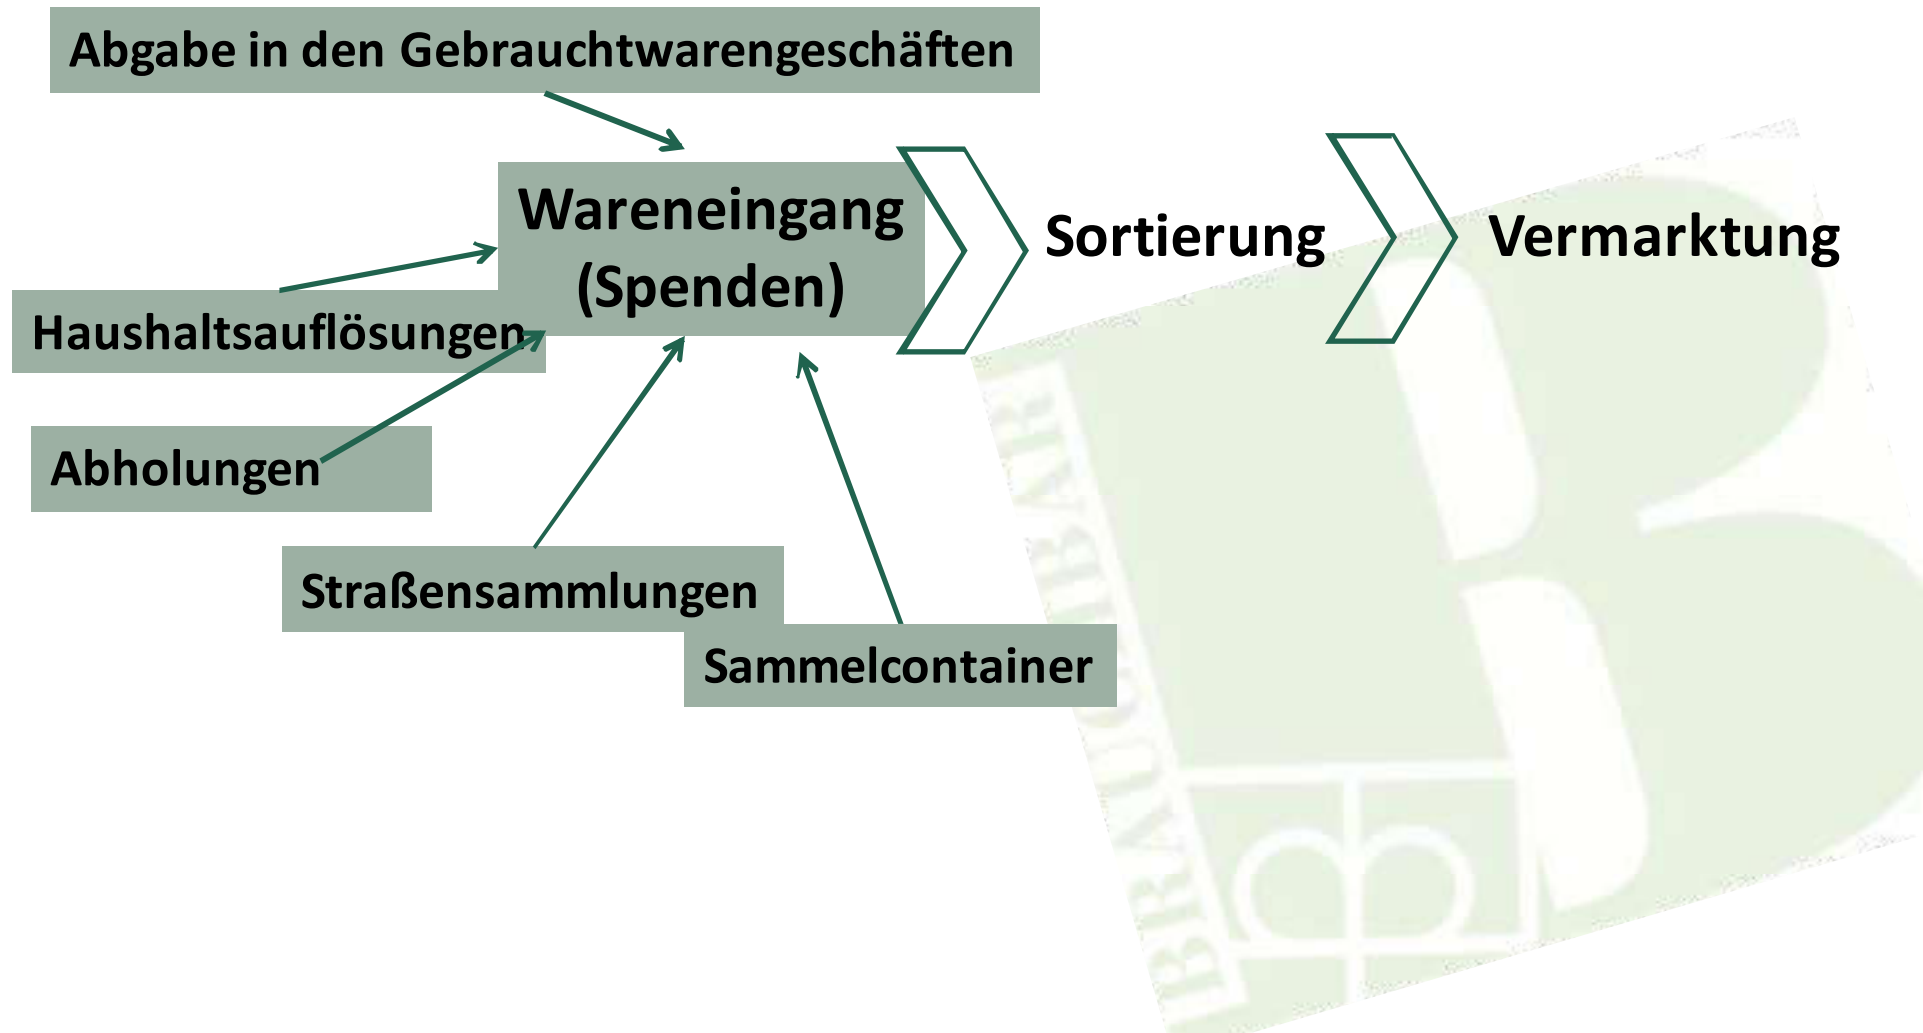 Abgabe in den Gebrauchtwarengeschäften
Wareneingang
(Spenden)
Sortierung
Vermarktung
Haushaltsauflösungen
Abholungen
Straßensammlungen
Sammelcontainer